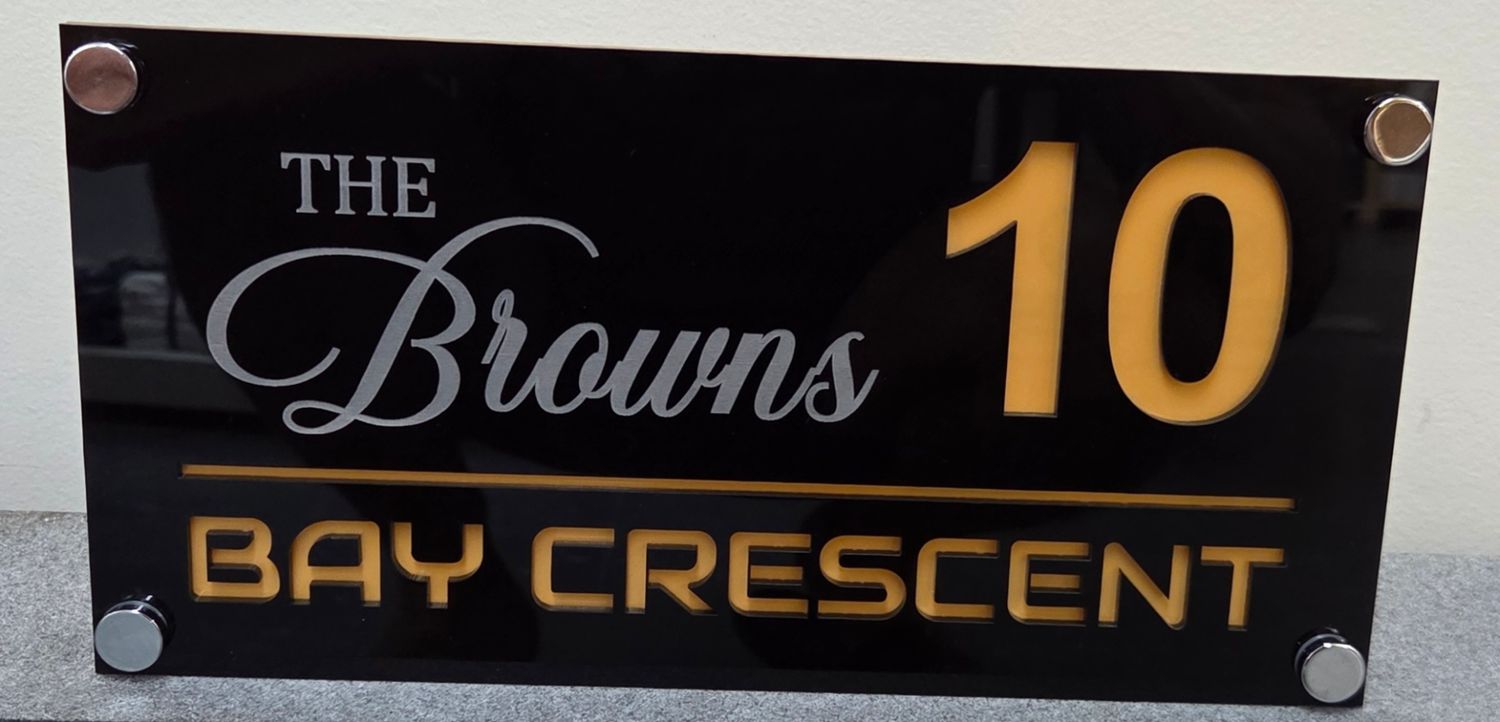 THE
Browns
10
BAY CRESCENT